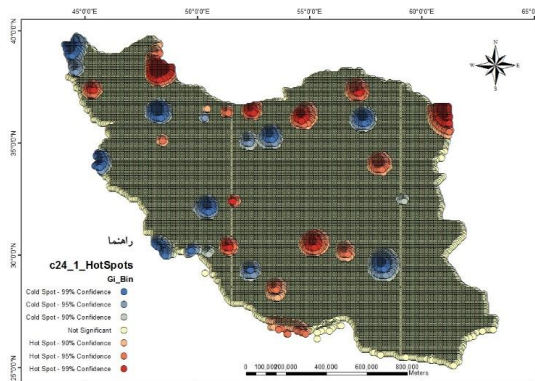 45°0'0"E 50°0'0"E 55°0'0"E 60°0'0"E 65°0'
40°0'0"N
35°0'0"N
30°0'0"N
25°0'0"N
N
W E
S
راهنما
c24_1_HotSpots
Gi_Bin
Cold Spot - 99% Confidence
Cold Spot - 95% Confidence
Cold Spot - 90% Confidence
Not Significant
Hot Spot - 90% Confidence
Hot Spot - 95% Confidence
Hot Spot - 99% Confidence
0 100,000 200,000 400,000 600,000 800,000
Meters